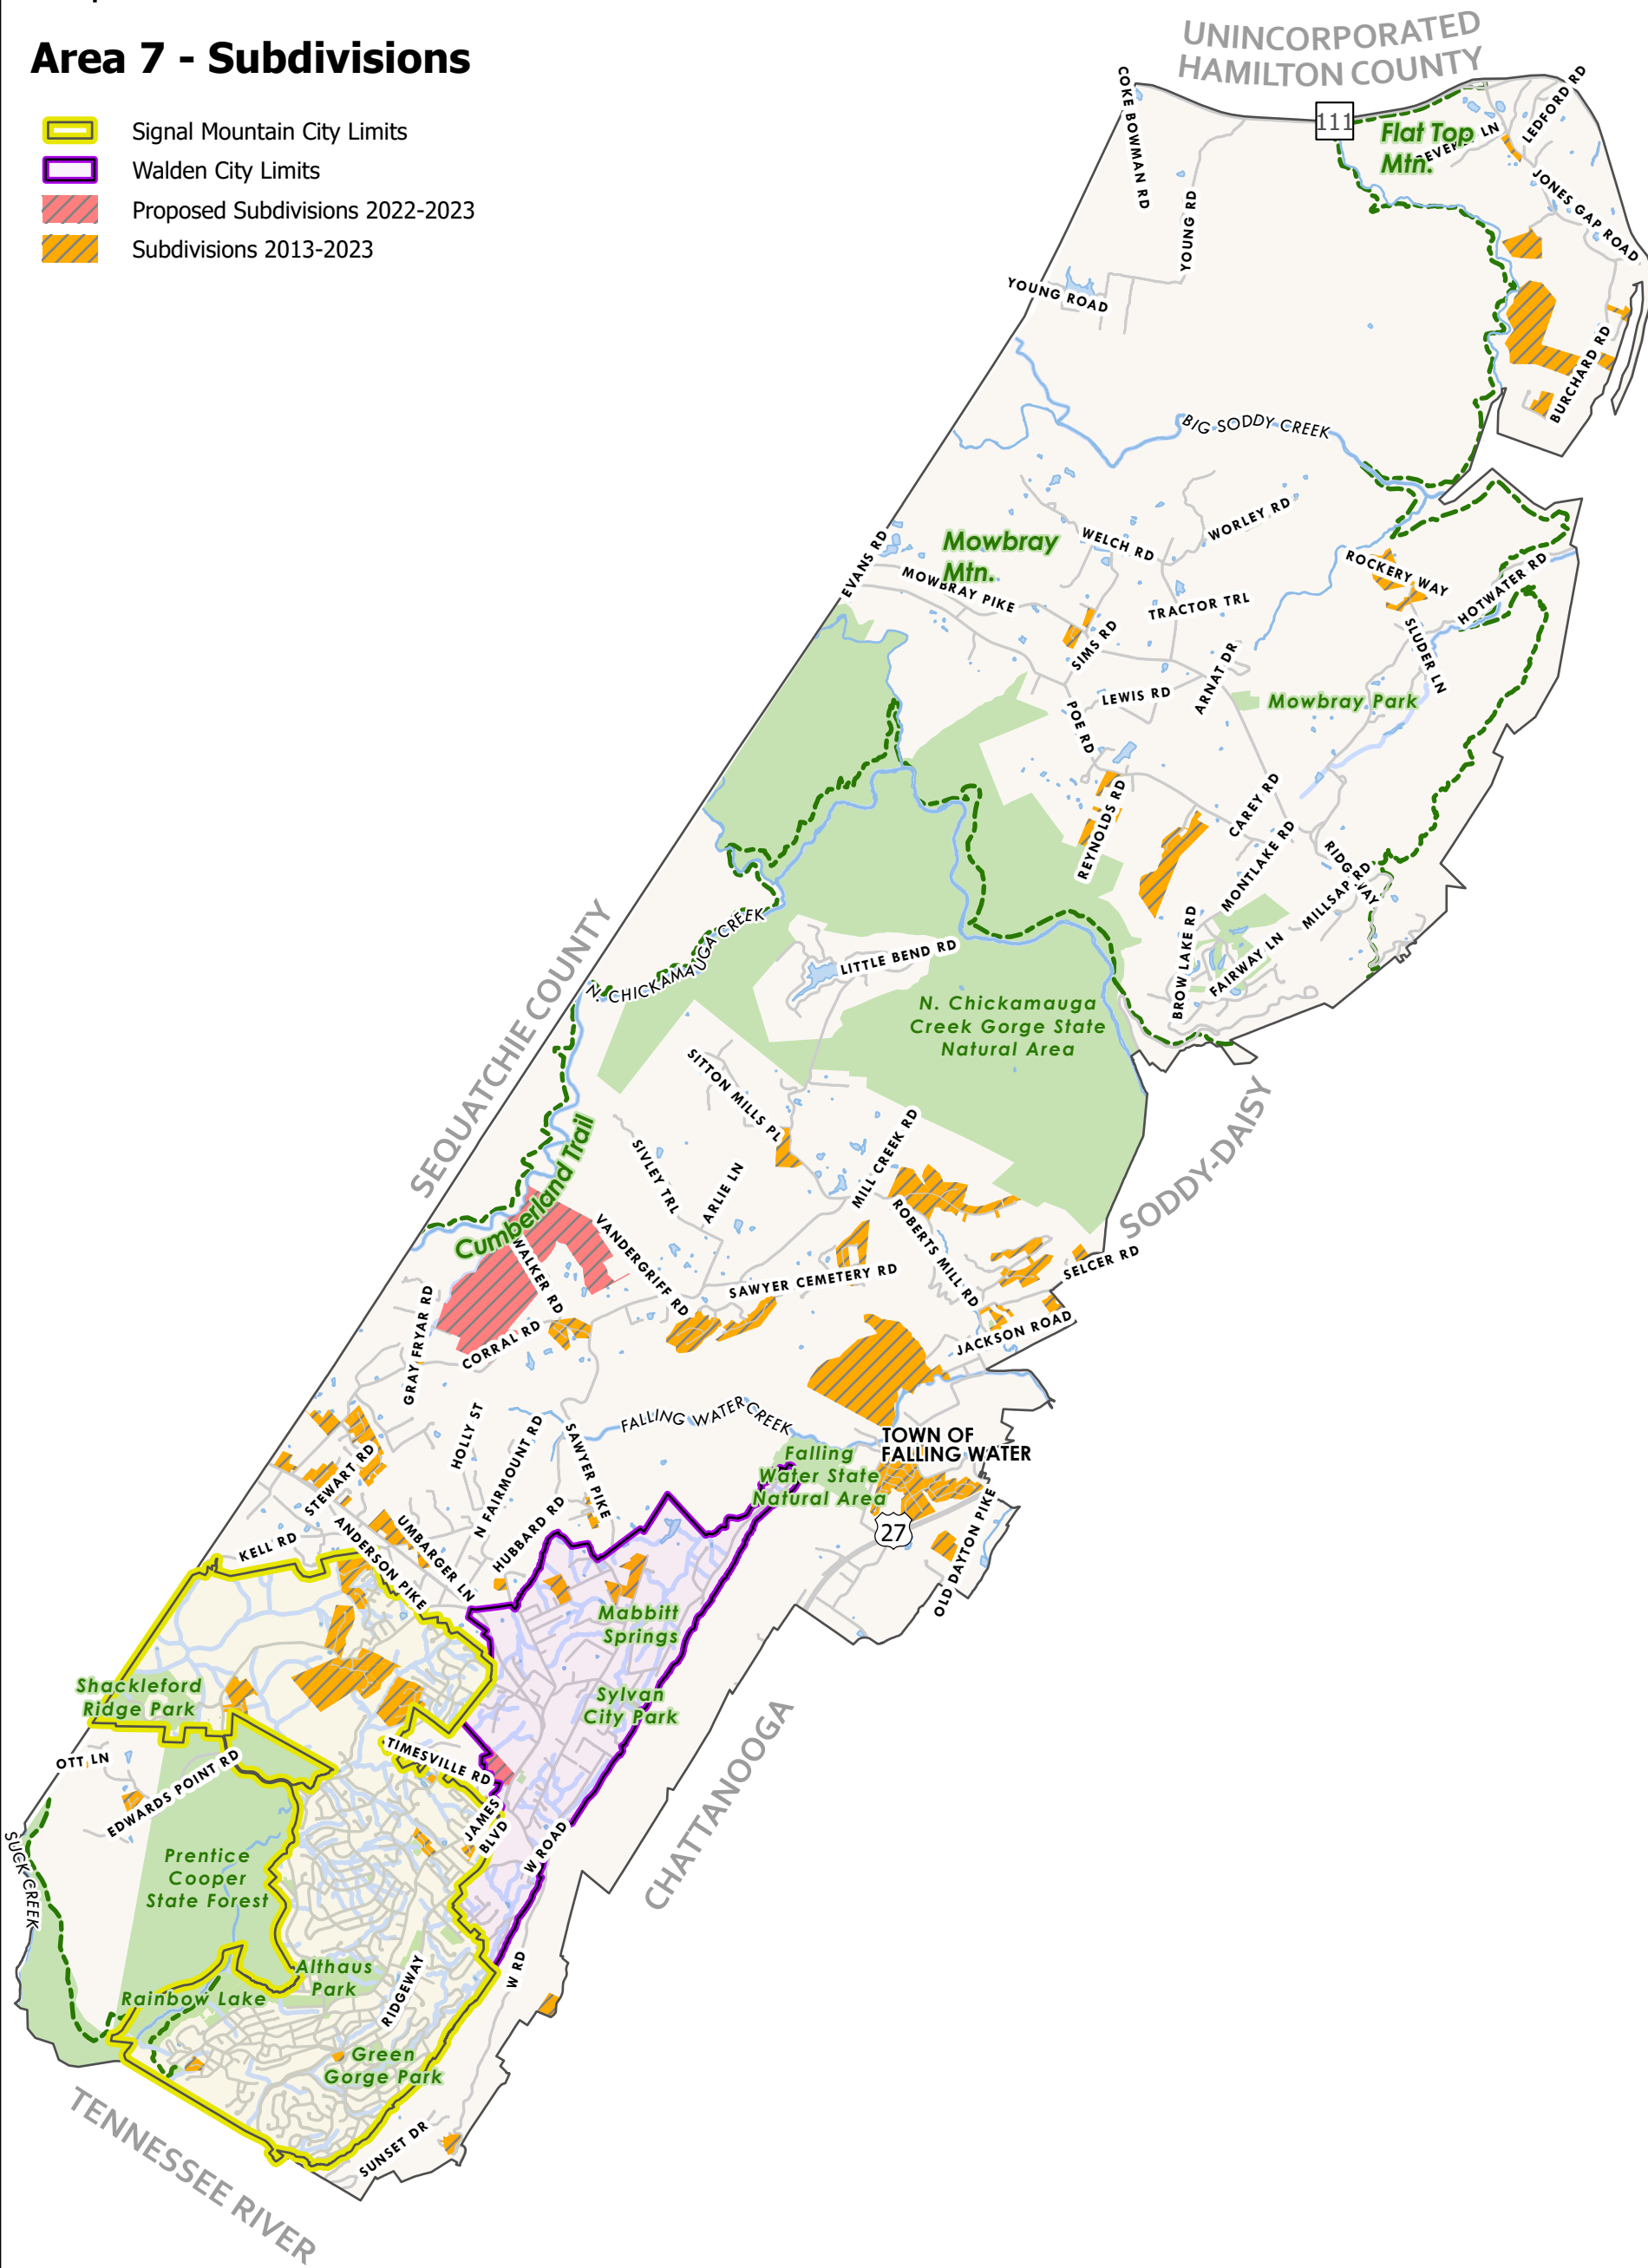 Area 7 - Subdivisions
Signal Mountain City Limits
Walden City Limits
Proposed Subdivisions 2022-2023
Subdivisions 2013-2023
UNINCORPORATED
HAMILTON COUNTY
COKE BOWMAN RD
111
Flat Top
Mtn.
LN
LEDFORD RD
JONES GAP ROAD
YOUNG RD
YOUNG ROAD
BURCHARD RD
BIG SODDY CREEK
EVANS RD
Mowbray
Mtn.
MOWBRAY PIKE
WELCH RD
WORLEY RD
ROCKERY WAY
HOTWATER RD
TRACTOR TRL
SIMS RD
SLUDER LN
ARNAT DR
LEWIS RD
POE RD
Mowbray Park
REYNOLDS RD
CAREY RD
MONTLAKE RD
RIDGEWAY
MILLSAP RD
BROW LAKE RD
FAIRWAY LN
N. CHICKAMAUGA CREEK
LITTLE BEND RD
N. Chickamauga
Creek Gorge State
Natural Area
SEQUATCHIE COUNTY
SODDY-DAISY
SITTON MILLS PL
Cumberland Trail
SIVLEY TRL
ARLIE LN
MILL CREEK RD
ROBERTS MILL RD
VANDERGRIFF RD
WALKER RD
SAWYER CEMETERY RD
SELCER RD
JACKSON ROAD
GRAY FRYAR RD
CORRAL RD
HOLLY ST
N FAIRMOUNT RD
SAWYER PIKE
FALLING WATER CREEK
TOWN OF
FALLING WATER
Falling
Water State
Natural Area
27
OLD DAYTON PIKE
STEWART RD
KELL RD
ANDERSON PIKE
UMBARGER LN
HUBBARD RD
Mabbitt
Springs
Sylvan
City Park
Shackleford
Ridge Park
OTT LN
EDWARDS POINT RD
TIMESVILLE RD
JAMES
BLVD
W ROAD
CHATTANOOGA
SUCK CREEK
Prentice
Cooper
State Forest
Althaus
Park
Rainbow Lake
RIDGEWAY
W RD
Green
Gorge Park
SUNSET DR
TENNESSEE RIVER